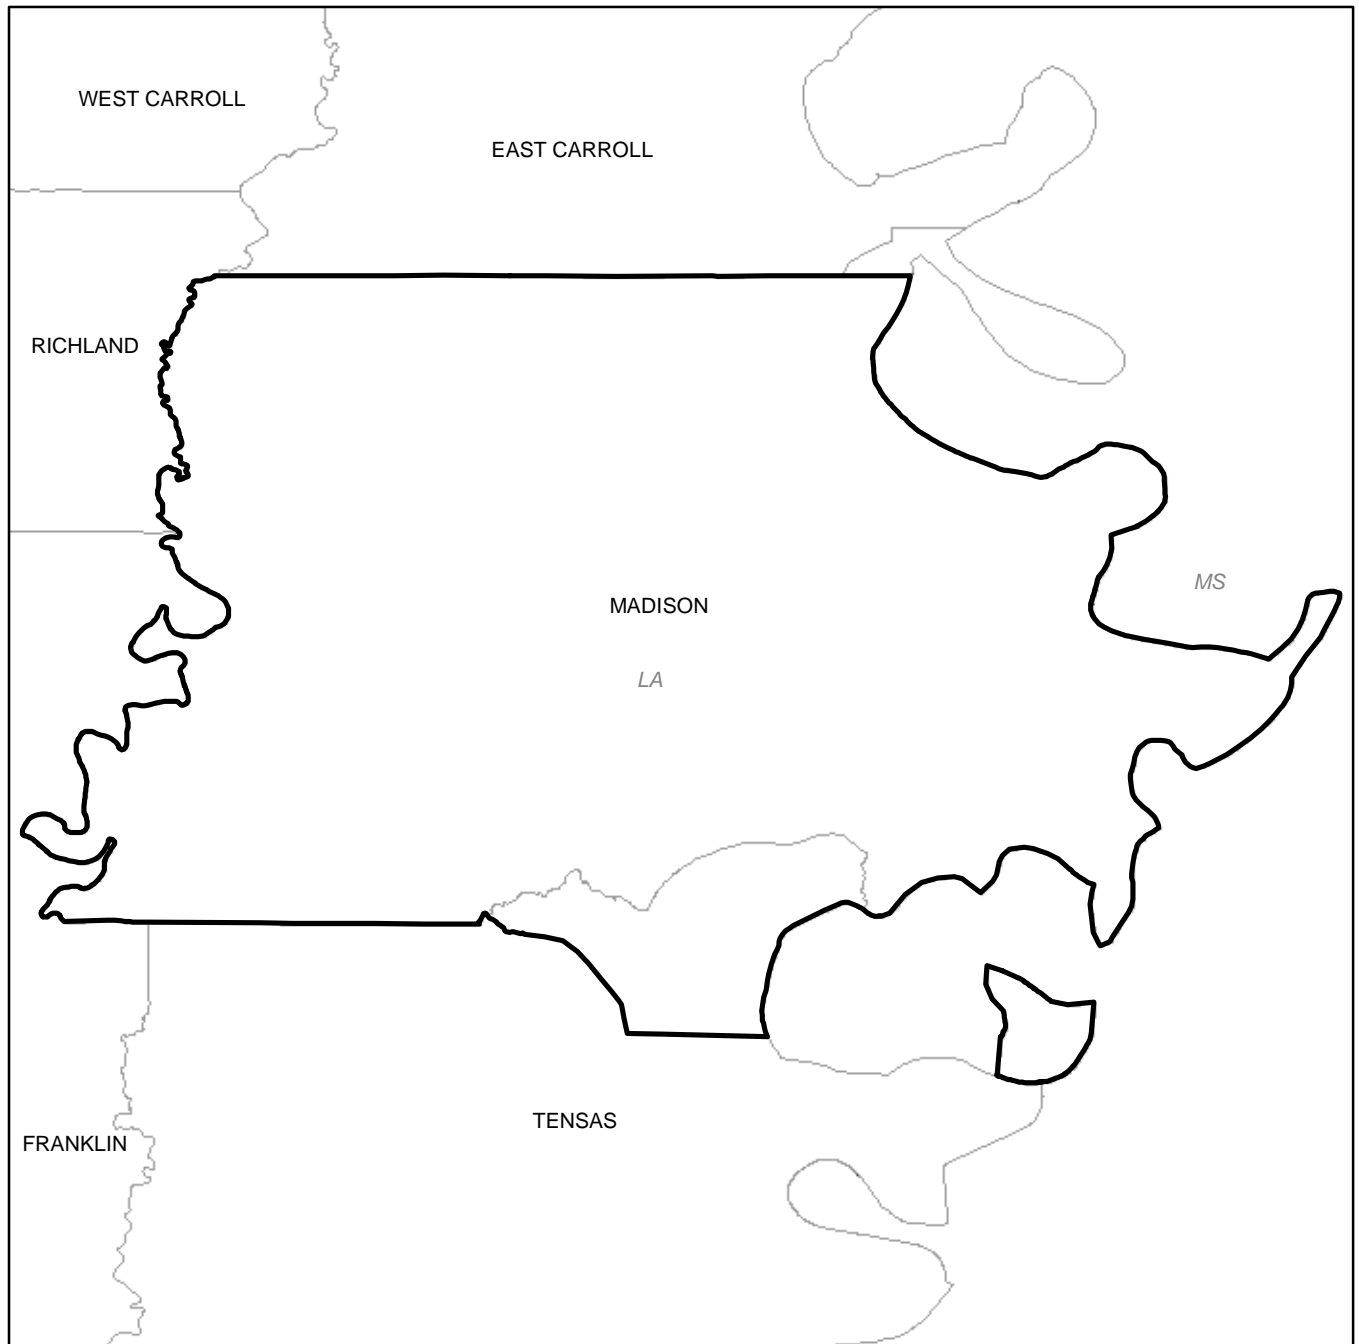 WEST CARROLL
EAST CARROLL
RICHLAND
MS
MADISON
LA
TENSAS
FRANKLIN